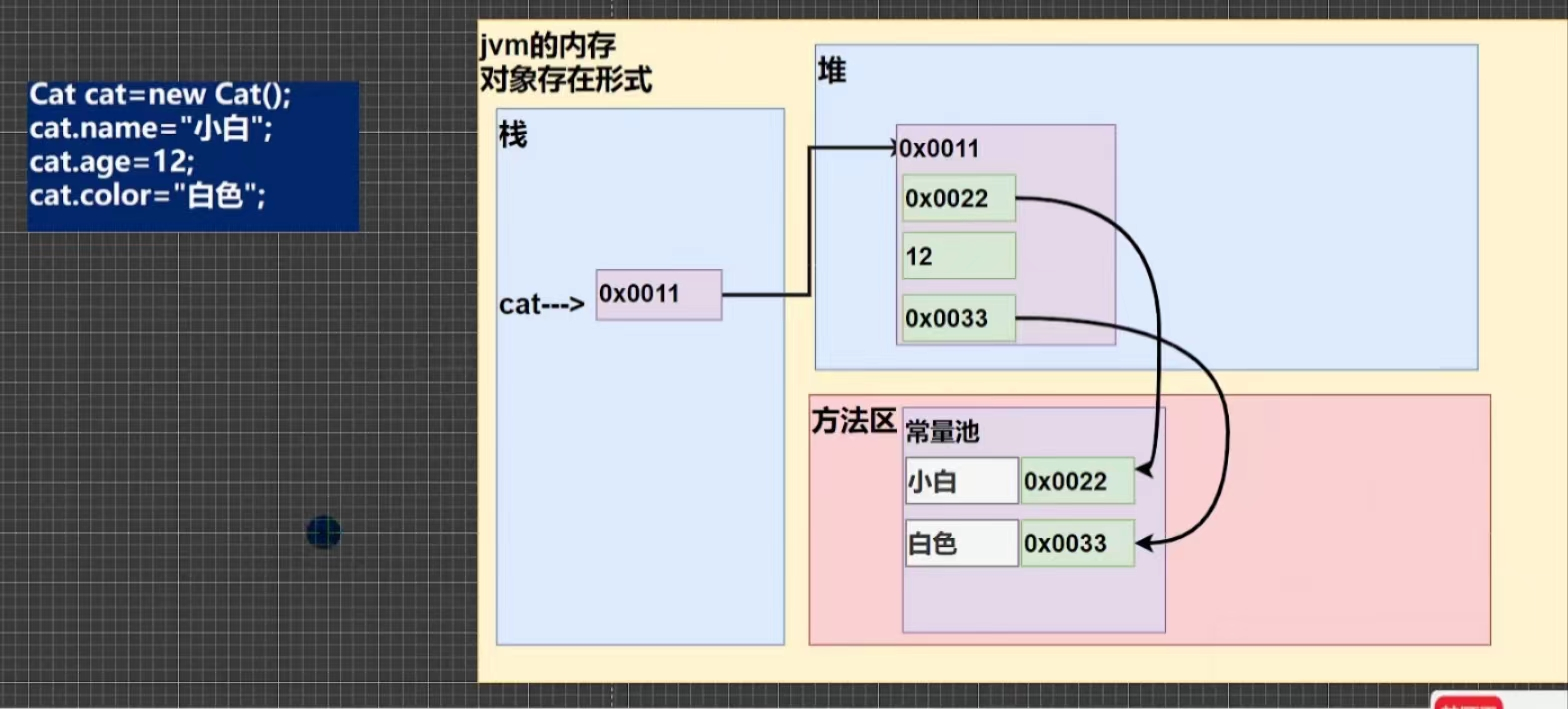 Cat cat=new Cat();
cat.name="小白";
cat.age=12;
cat.color="白色";
jvm的内存
对象存在形式
栈
cat--->
0x0011
堆
0x0011
0x0022
12
0x0033
方法区
常量池
小白 0x0022
白色 0x0033